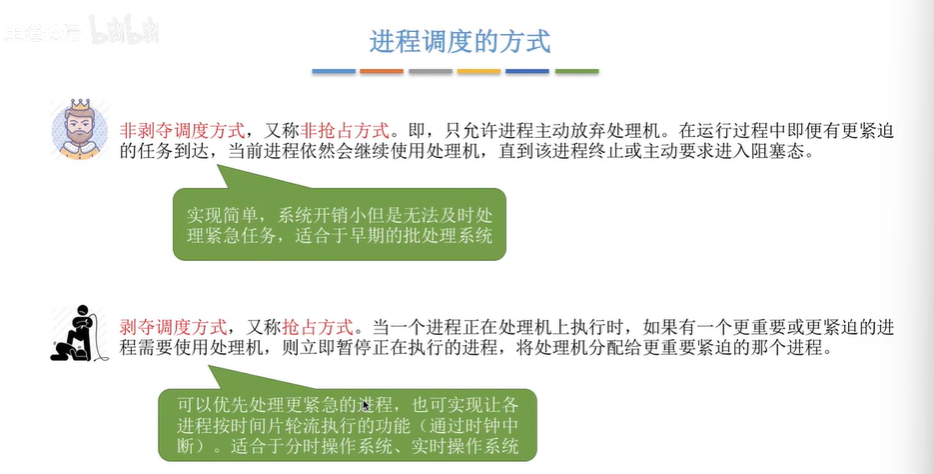 bilibili
进程调度的方式
非剥夺调度方式，又称非抢占方式。即，只允许进程主动放弃处理机。在运行过程中即便有更紧迫
的任务到达，当前进程依然会继续使用处理机，直到该进程终止或主动要求进入阻塞态。
实现简单，系统开销小但是无法及时处
理紧急任务，适合于早期的批处理系统
剥夺调度方式，又称抢占方式。当一个进程正在处理机上执行时，如果有一个更重要或更紧迫的进
程需要使用处理机，则立即暂停正在执行的进程，将处理机分配给更重要紧迫的那个进程。
可以优先处理更紧急的进程，也可实现让各
进程按时间片轮流执行的功能（通过时钟中
断）。适合于分时操作系统、实时操作系统